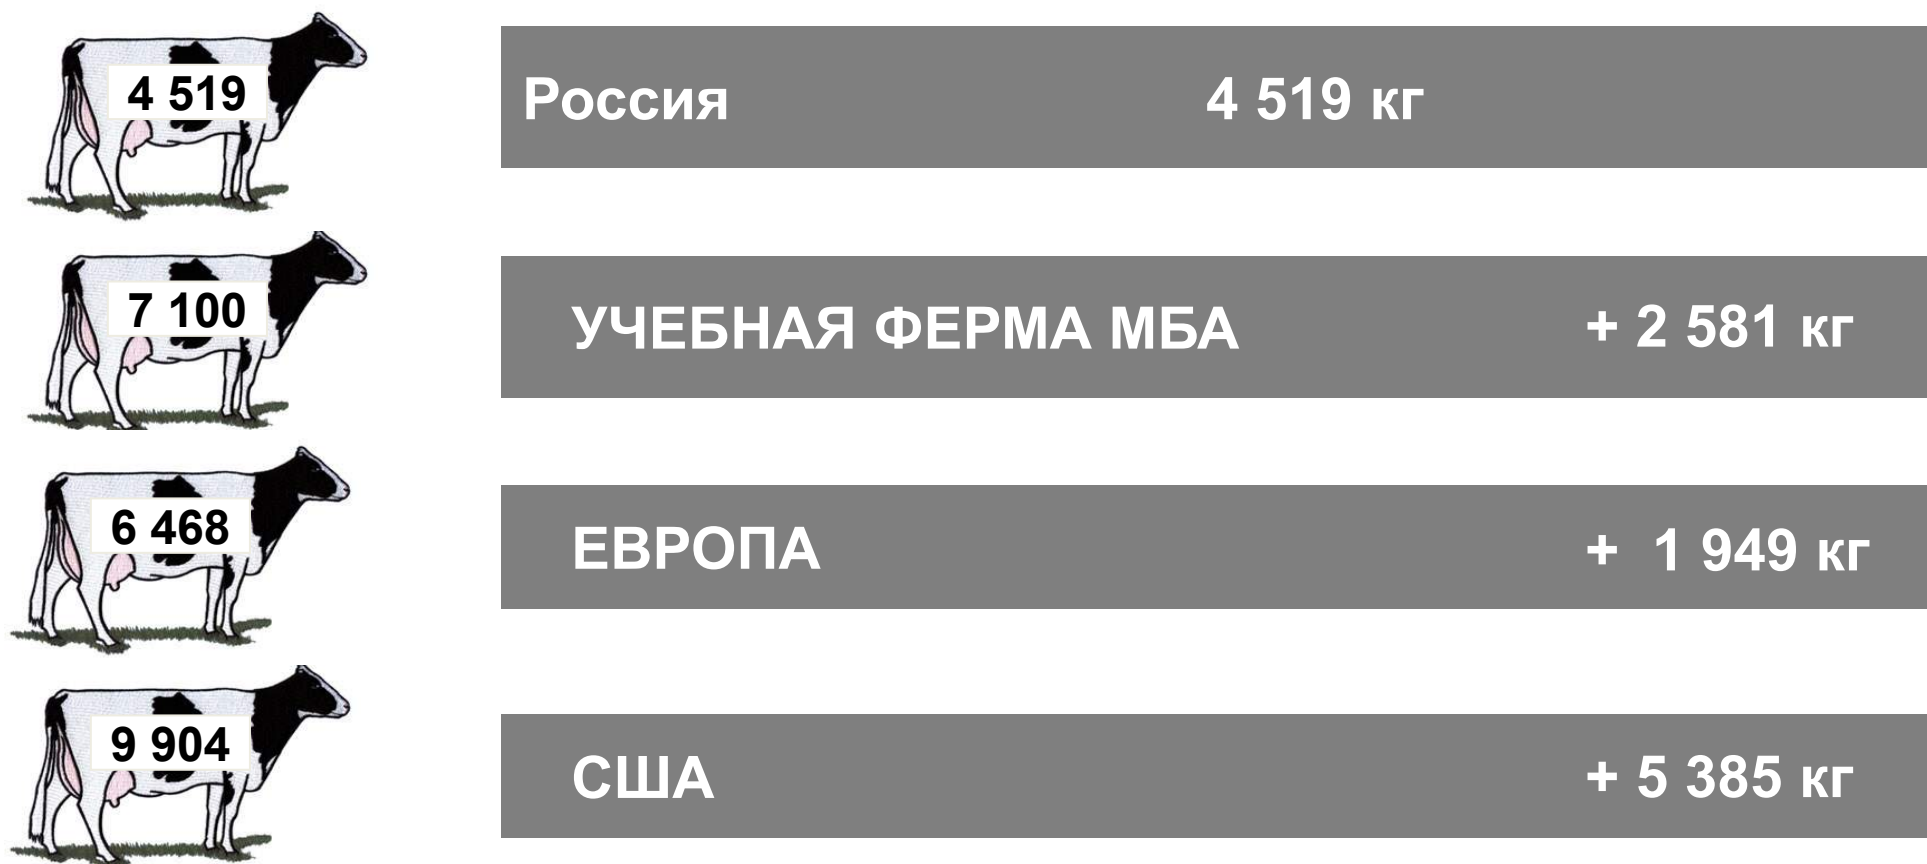 4 519
Россия 4 519 кг
7 100
УЧЕБНАЯ ФЕРМА МБА + 2 581 кг
6 468
ЕВРОПА + 1 949 кг
9 904
США + 5 385 кг